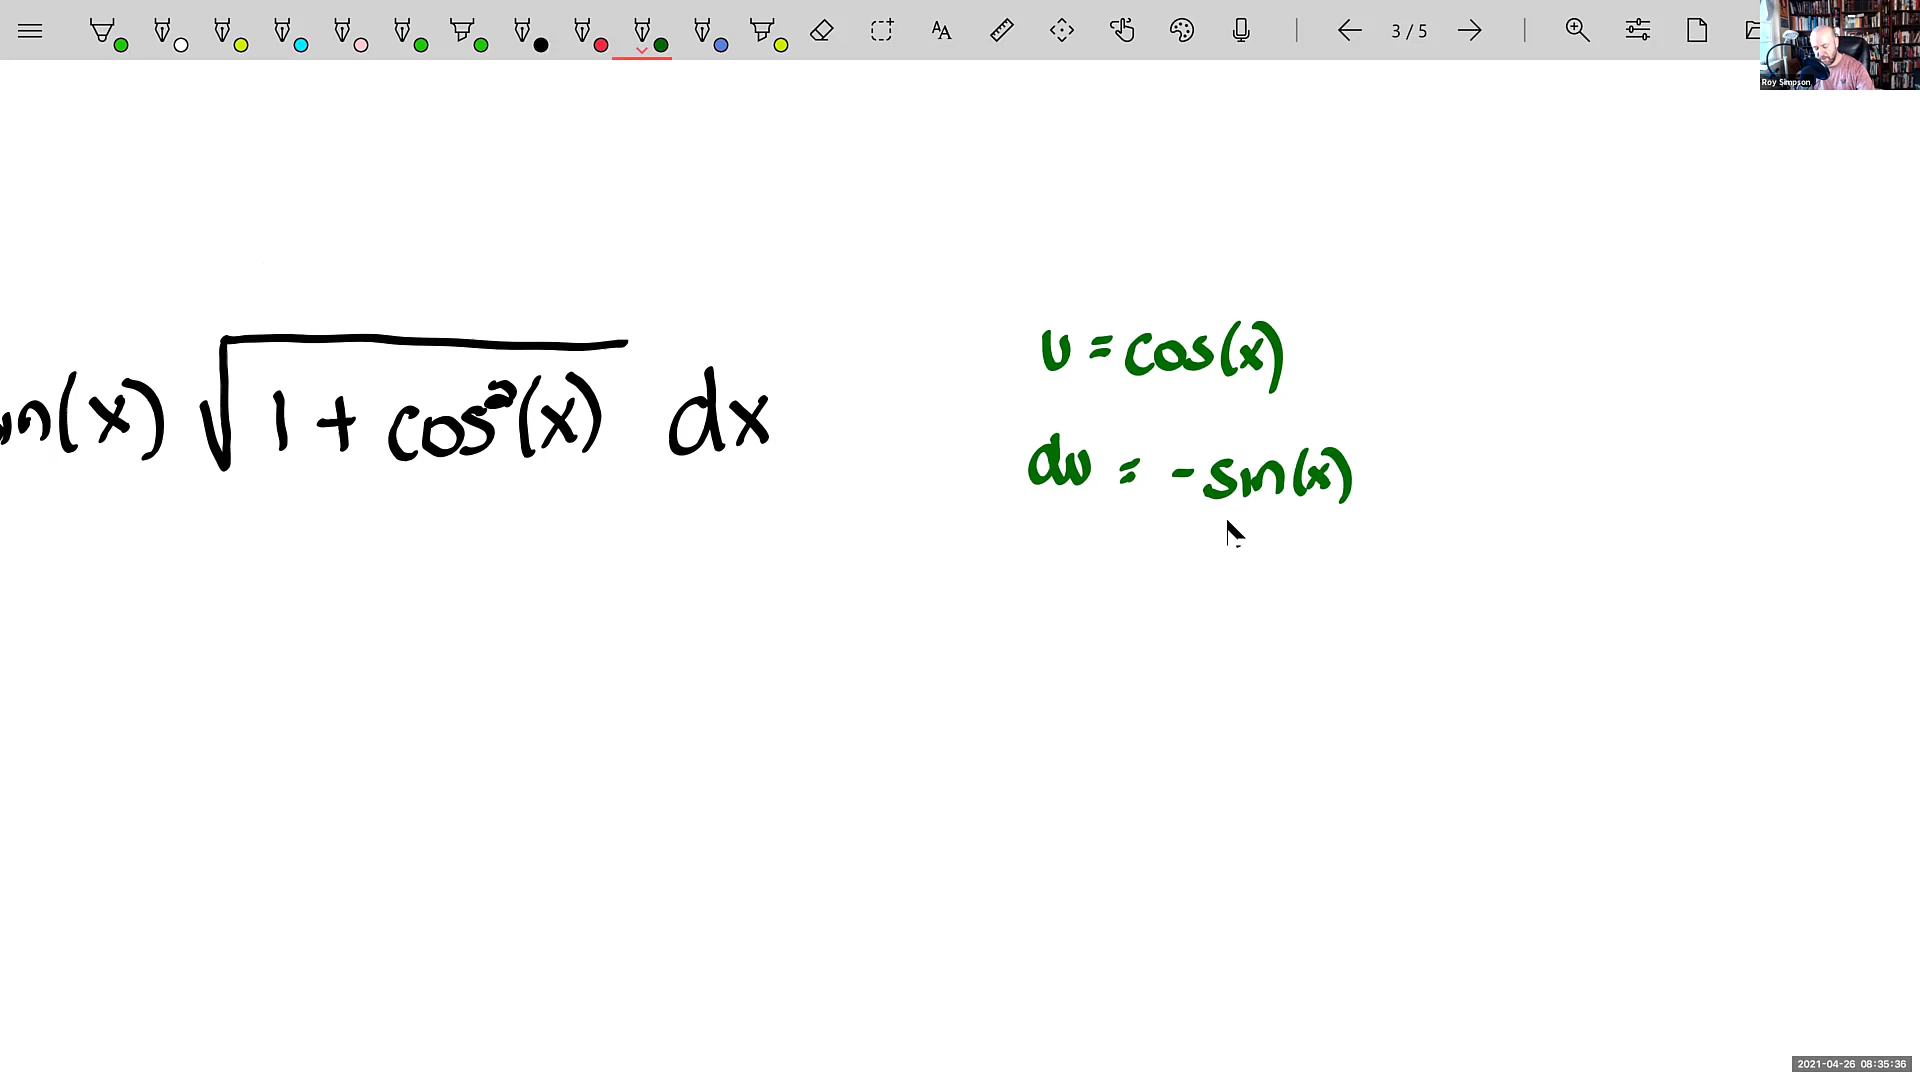 3 / 5
Roy Simpson
n(x) √(1 + cos²(x)) dx
u = cos(x)
du = -sin(x)
2021-04-26 08:35:36